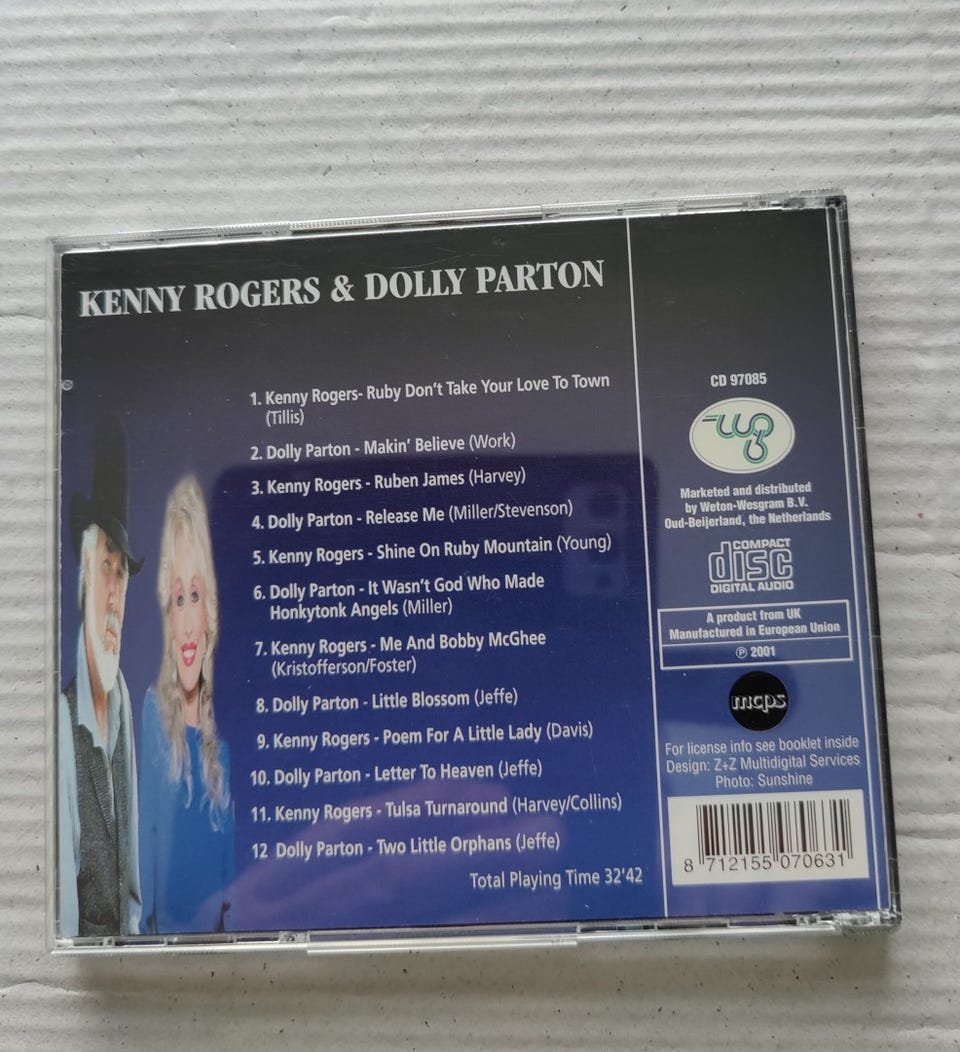 KENNY ROGERS & DOLLY PARTON
1. Kenny Rogers- Ruby Don't Take Your Love To Town
(Tillis)
2. Dolly Parton - Makin' Believe (Work)
3. Kenny Rogers - Ruben James (Harvey)
4. Dolly Parton - Release Me (Miller/Stevenson)
5. Kenny Rogers - Shine On Ruby Mountain (Young)
6. Dolly Parton - It Wasn't God Who Made
Honkytonk Angels (Miller)
7. Kenny Rogers - Me And Bobby McGhee
(Kristofferson/Foster)
8. Dolly Parton - Little Blossom (Jeffe)
9. Kenny Rogers - Poem For A Little Lady (Davis)
10. Dolly Parton - Letter To Heaven (Jeffe)
11. Kenny Rogers - Tulsa Turnaround (Harvey/Collins)
12 Dolly Parton - Two Little Orphans (Jeffe)
Total Playing Time 32'42
CD 97085
wg
Marketed and distributed
by Weton-Wesgram B.V.
Oud-Beijerland, the Netherlands
COMPACT
disc
DIGITAL AUDIO
A product from UK
Manufactured in European Union
℗ 2001
mcps
For license info see booklet inside
Design: Z+Z Multidigital Services
Photo: Sunshine
8 712155 070631